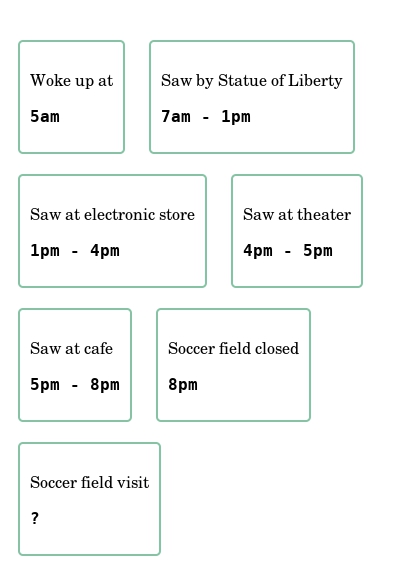 Woke up at
5am
Saw by Statue of Liberty
7am - 1pm
Saw at electronic store
1pm - 4pm
Saw at theater
4pm - 5pm
Saw at cafe
5pm - 8pm
Soccer field closed
8pm
Soccer field visit
?